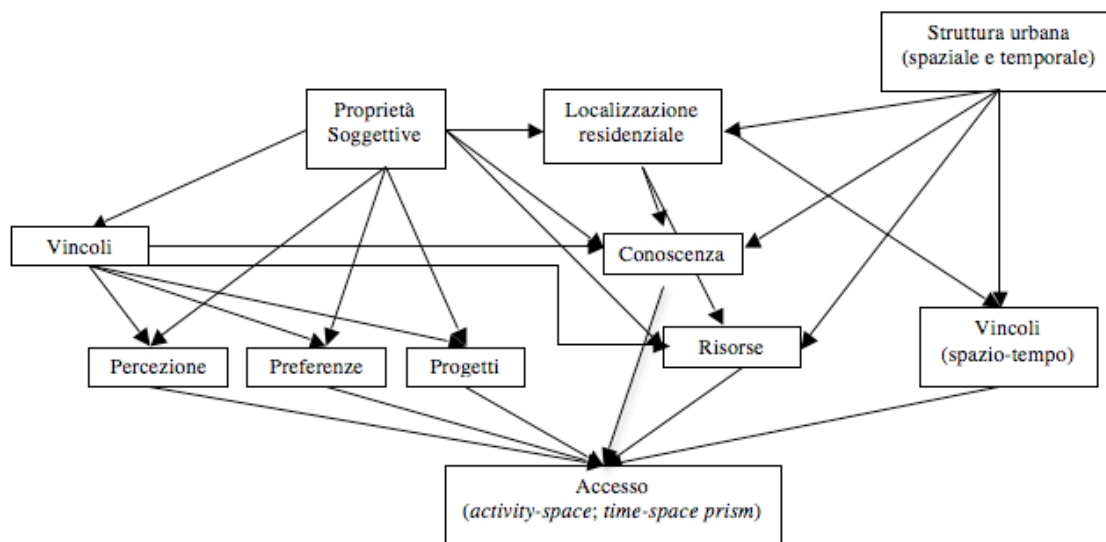 Struttura urbana
(spaziale e temporale)
Proprietà
Soggettive
Localizzazione
residenziale
Vincoli
Conoscenza
Percezione
Preferenze
Progetti
Risorse
Vincoli
(spazio-tempo)
Accesso
(activity-space; time-space prism)